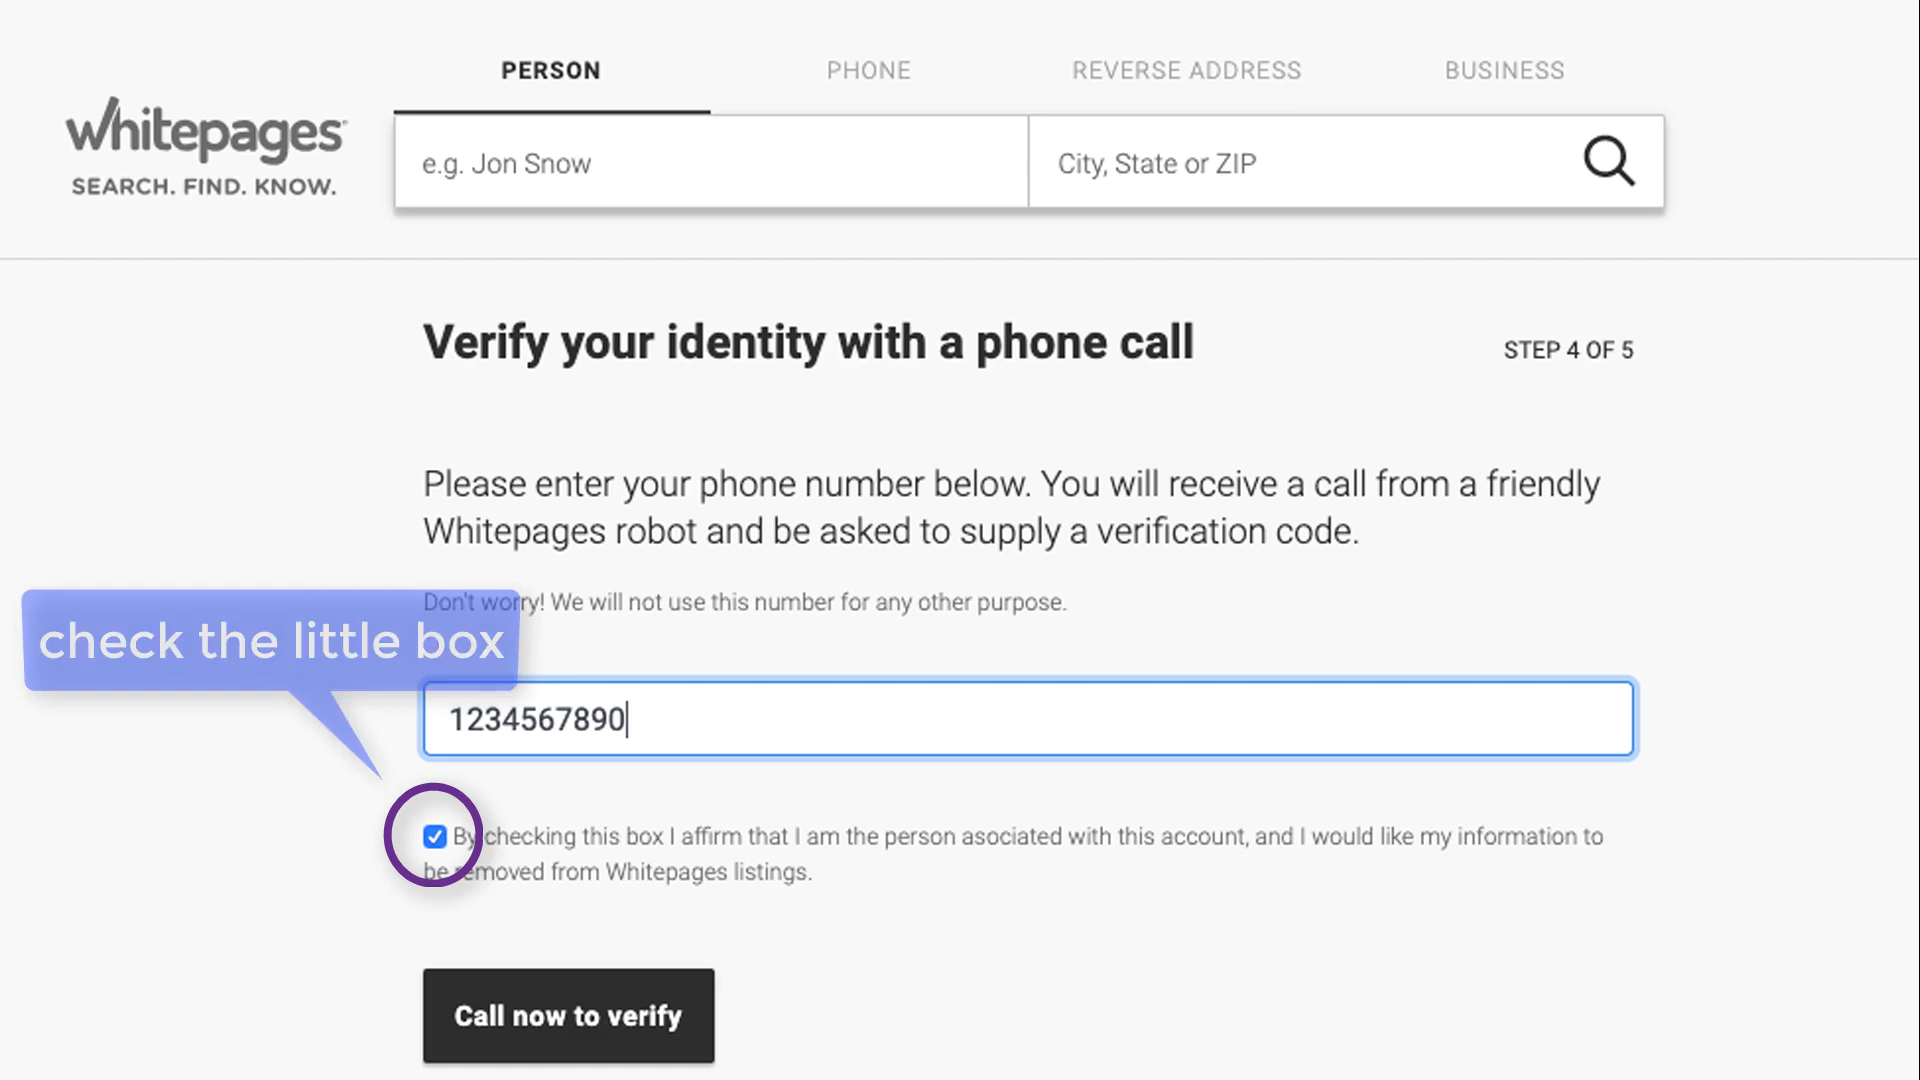 PERSON PHONE REVERSE ADDRESS BUSINESS
whitepages
SEARCH. FIND. KNOW.
e.g. Jon Snow
City, State or ZIP
Verify your identity with a phone call
STEP 4 OF 5
Please enter your phone number below. You will receive a call from a friendly
Whitepages robot and be asked to supply a verification code.
Don't worry! We will not use this number for any other purpose.
check the little box
1234567890
By checking this box I affirm that I am the person asociated with this account, and I would like my information to
be removed from Whitepages listings.
Call now to verify